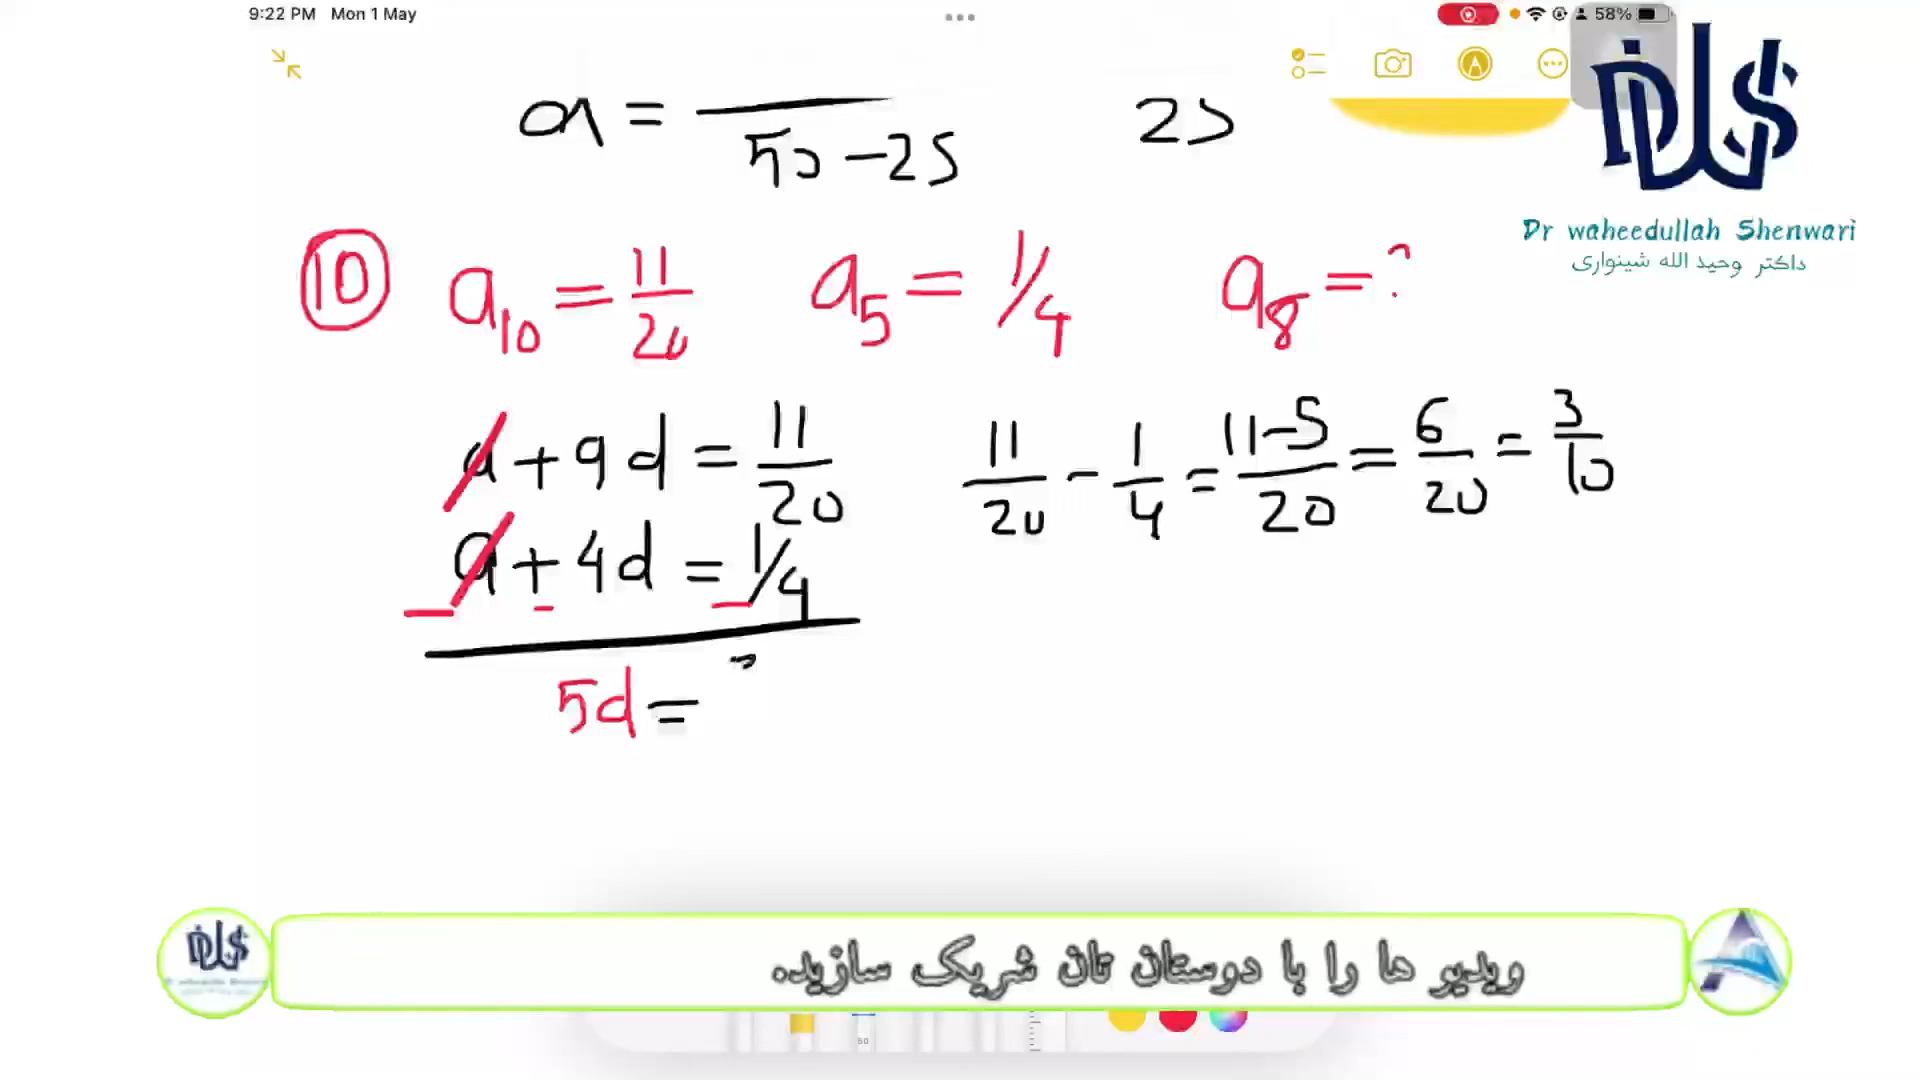 9:22 PM Mon 1 May
58%
a = 50 - 25
25
Dr waheedullah Shenwari
داکتر وحید الله شینواری
10 a10 = 11/20 a5 = 1/4 a8 = ?
a + 9d = 11/20
11/20 - 1/4 = 11-5/20 = 6/20 = 3/10
a + 4d = 1/4
5d =
ویدیو ها را با دوستان تان شریک سازید.
50